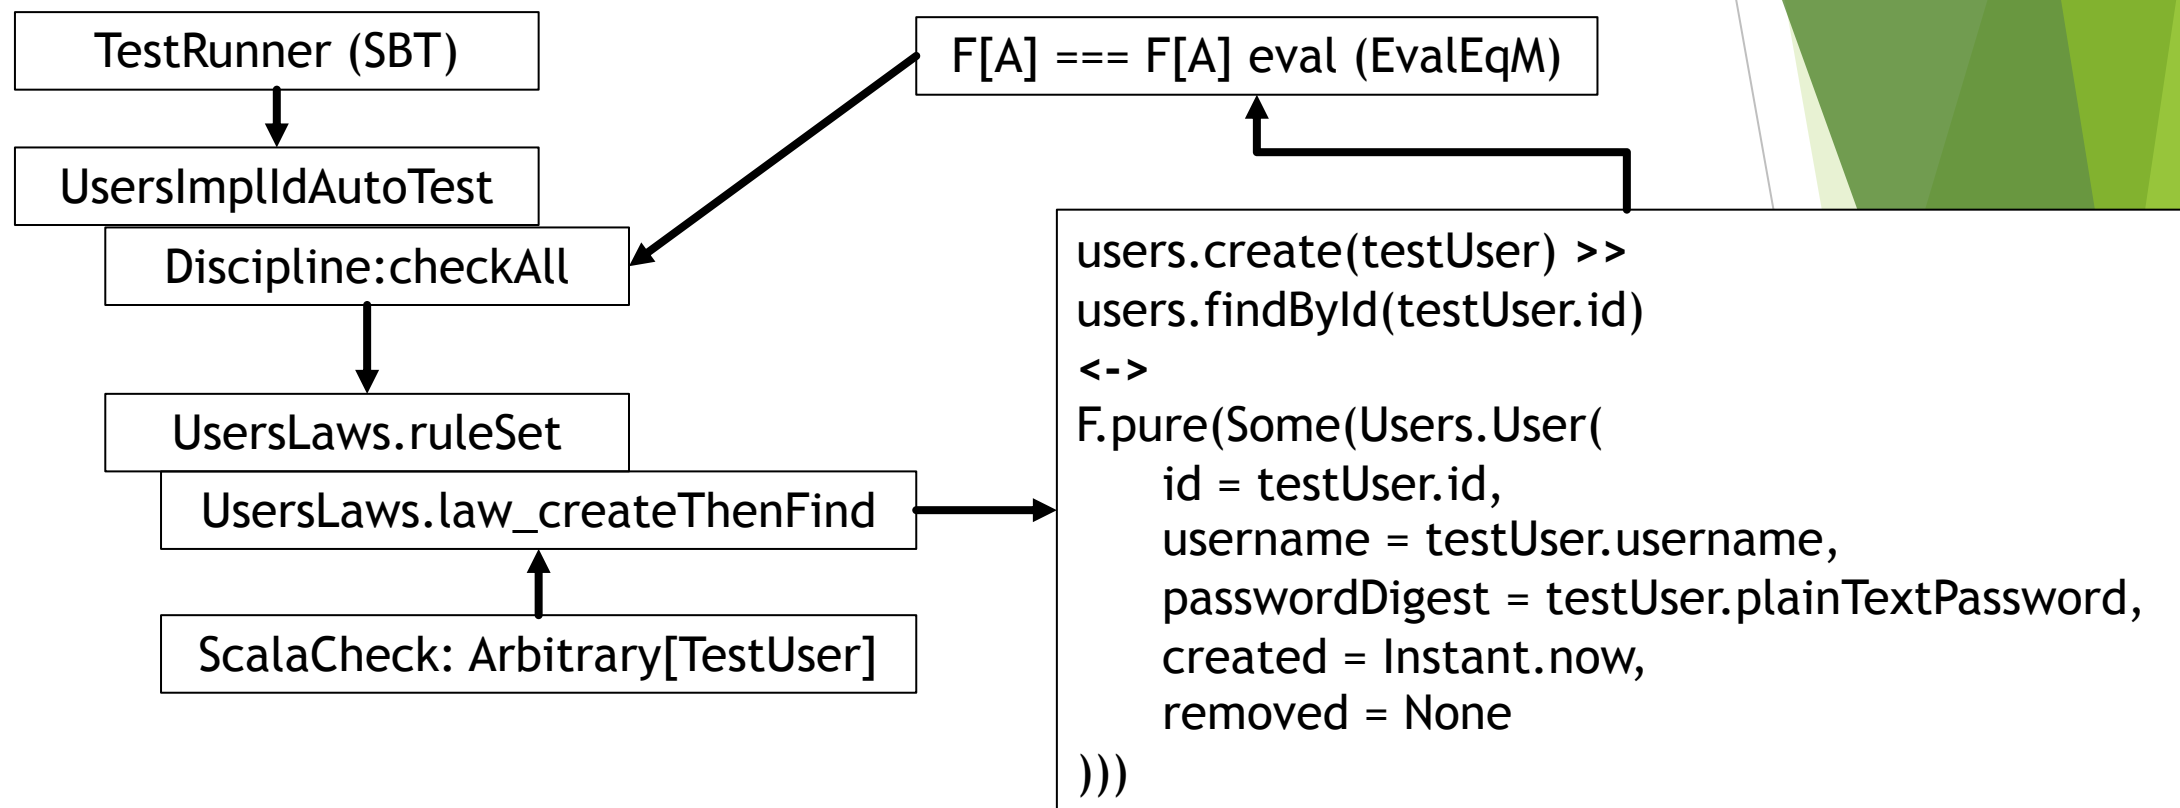 TestRunner (SBT)
UsersImplIdAutoTest
Discipline:checkAll
UsersLaws.ruleSet
UsersLaws.law_createThenFind
ScalaCheck: Arbitrary[TestUser]
F[A] === F[A] eval (EvalEqM)
users.create(testUser) >>
users.findById(testUser.id)
<->
F.pure(Some(Users.User(
id = testUser.id,
username = testUser.username,
passwordDigest = testUser.plainTextPassword,
created = Instant.now,
removed = None
)))